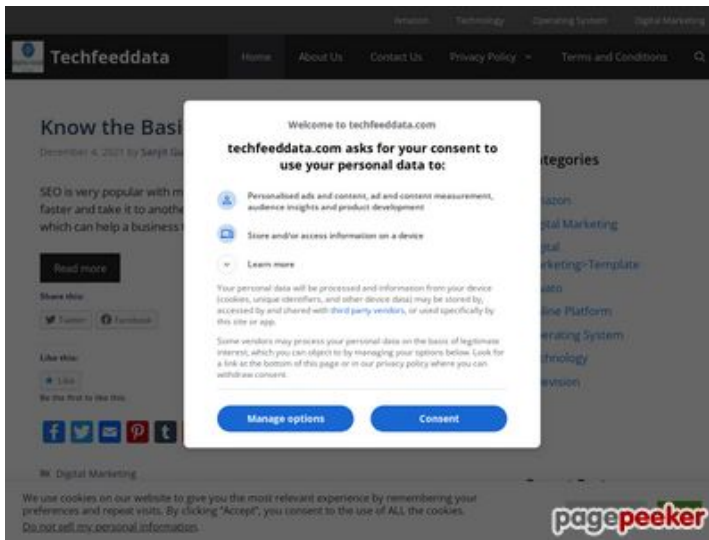 Amazon Technology Operating System Digital Marketing
Techfeeddata Home About Us Contact Us Privacy Policy Terms and Conditions
Know the Basi
December 4, 2021 by Sanjit
SEO is very popular with m
faster and take it to anothe
which can help a business
Read more
Share this:
Twitter Facebook
Like this:
Like
Be the first to like this.
Digital Marketing
Welcome to techfeeddata.com
techfeeddata.com asks for your consent to
use your personal data to:
Personalised ads and content, ad and content measurement,
audience insights and product development
Store and/or access information on a device
Learn more
Your personal data will be processed and information from your device
(cookies, unique identifiers, and other device data) may be stored by,
accessed by and shared with third party vendors, or used specifically by
this site or app.
Some vendors may process your personal data on the basis of legitimate
interest, which you can object to by managing your options below. Look for
a link at the bottom of this page or in our privacy policy where you can
withdraw consent.
Manage options Consent
tegories
azon
ital Marketing
ital
rketing>Template
uato
line Platform
erating System
chnology
evision
We use cookies on our website to give you the most relevant experience by remembering your
preferences and repeat visits. By clicking "Accept", you consent to the use of ALL the cookies.
Do not sell my personal information.
pagepeeker